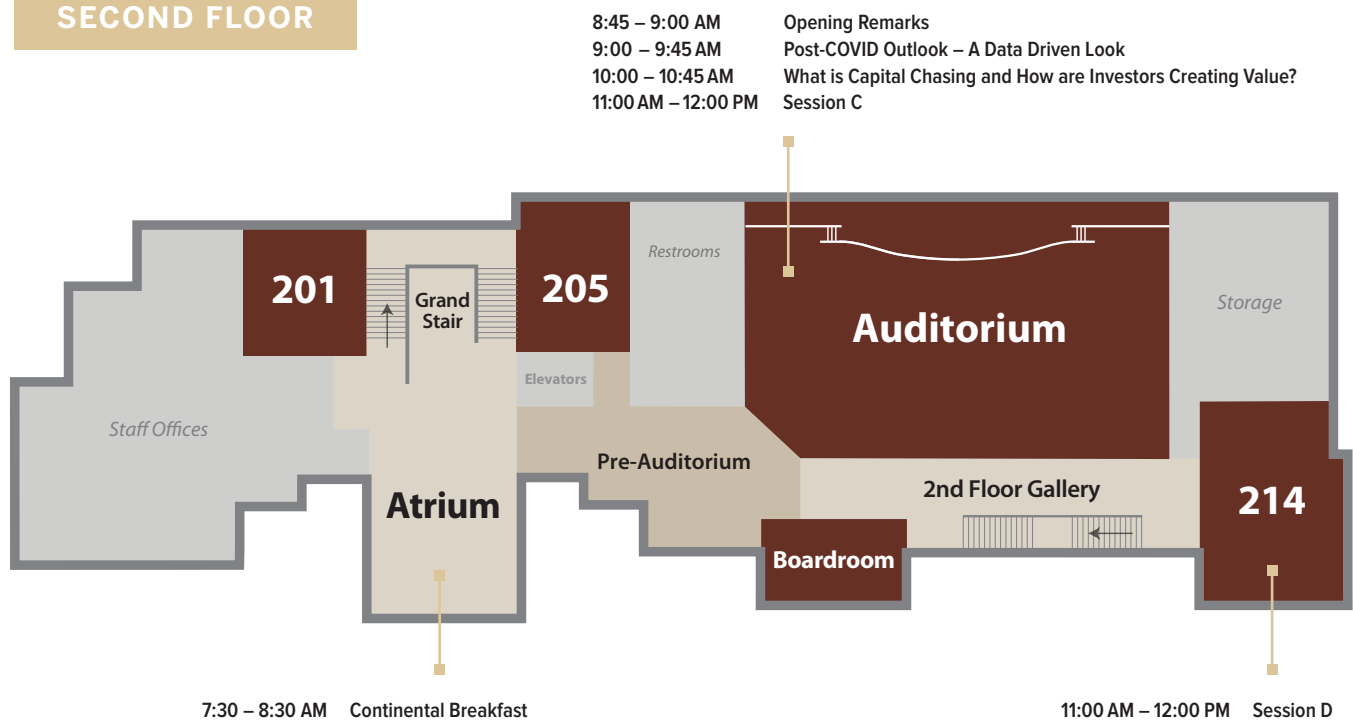 SECOND FLOOR
8:45 – 9:00 AM Opening Remarks
9:00 – 9:45 AM Post-COVID Outlook – A Data Driven Look
10:00 – 10:45 AM What is Capital Chasing and How are Investors Creating Value?
11:00 AM – 12:00 PM Session C
201
Grand
Stair
205
Restrooms
Auditorium
Storage
Elevators
Staff Offices
Pre-Auditorium
Atrium
2nd Floor Gallery
214
Boardroom
7:30 – 8:30 AM Continental Breakfast
11:00 AM – 12:00 PM Session D